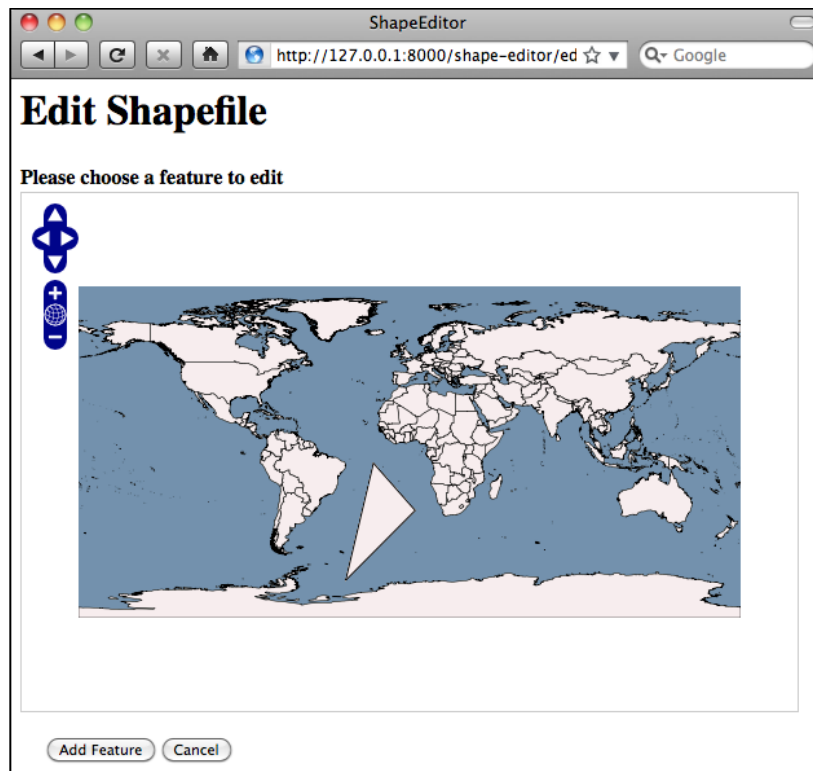 ShapeEditor
http://127.0.0.1:8000/shape-editor/ed
Google
Edit Shapefile
Please choose a feature to edit
Add Feature
Cancel